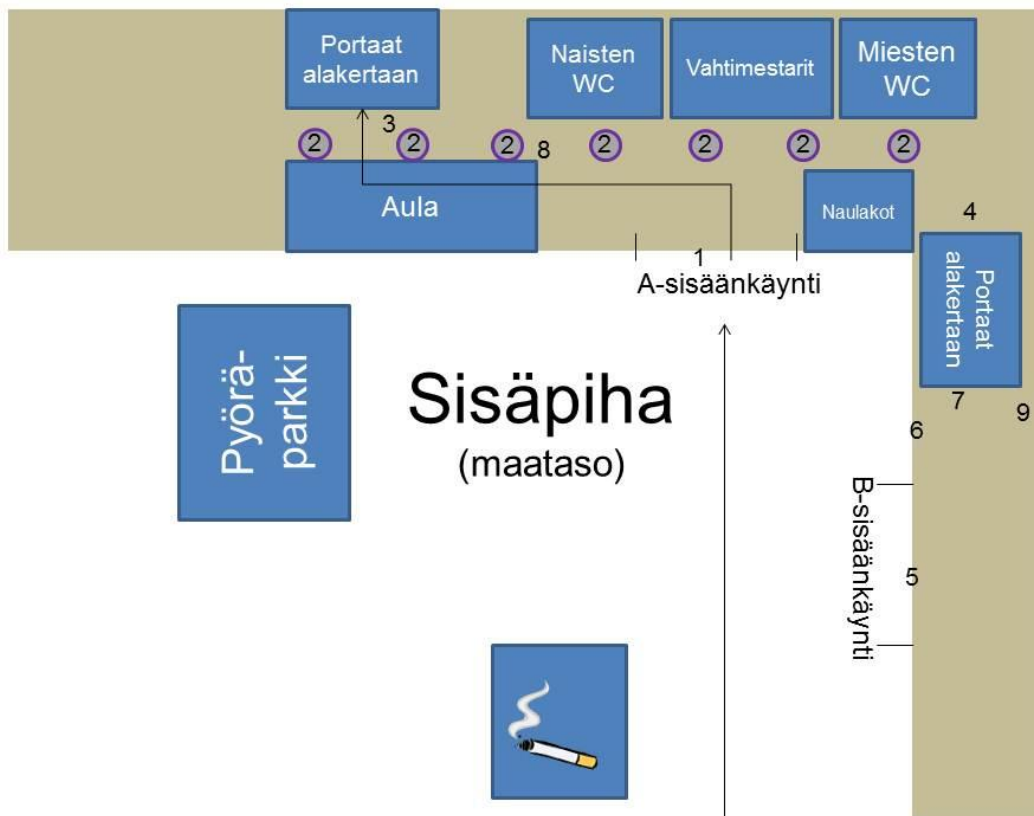 Portaat
alakertaan
Naisten
WC
Vahtimestarit
Miesten
WC
3
2
2
2
8
2
2
2
2
Aula
Naulakot
4
1
A-sisäänkäynti
Portaat
alakertaan
Pyörä-
parkki
Sisäpiha
(maataso)
7
9
6
B-sisäänkäynti
5